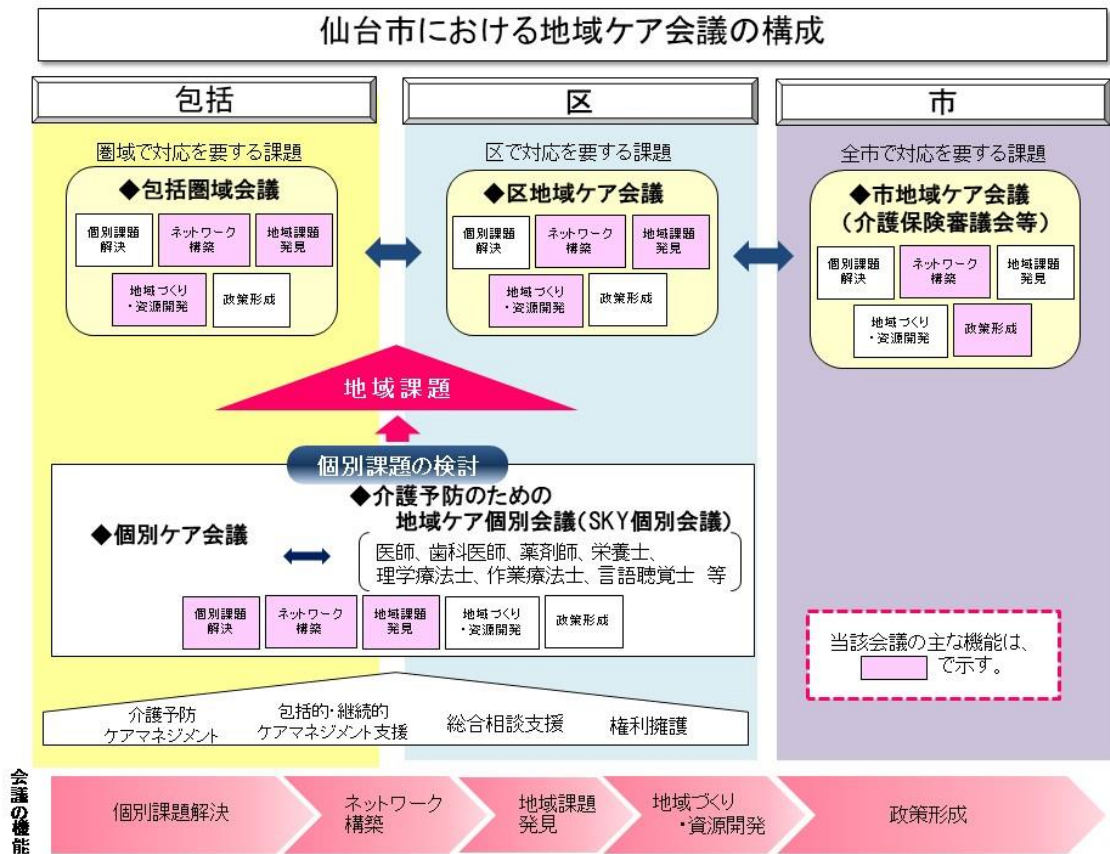 仙台市における地域ケア会議の構成
包括
区
市
圏域で対応を要する課題
◆包括圏域会議
個別課題
解決
ネットワーク
構築
地域課題
発見
地域づくり
・資源開発
政策形成
区で対応を要する課題
◆区地域ケア会議
個別課題
解決
ネットワーク
構築
地域課題
発見
地域づくり
・資源開発
政策形成
全市で対応を要する課題
◆市地域ケア会議
(介護保険審議会等)
個別課題
解決
ネットワーク
構築
地域課題
発見
地域づくり
・資源開発
政策形成
地域課題
個別課題の検討
◆個別ケア会議
◆介護予防のための
地域ケア個別会議(SKY個別会議)
医師、歯科医師、薬剤師、栄養士、
理学療法士、作業療法士、言語聴覚士 等
個別課題
解決
ネットワーク
構築
地域課題
発見
地域づくり
・資源開発
政策形成
当該会議の主な機能は、
で示す。
介護予防
ケアマネジメント
包括的・継続的
ケアマネジメント支援
総合相談支援
権利擁護
会議の機能
個別課題解決
ネットワーク
構築
地域課題
発見
地域づくり
・資源開発
政策形成